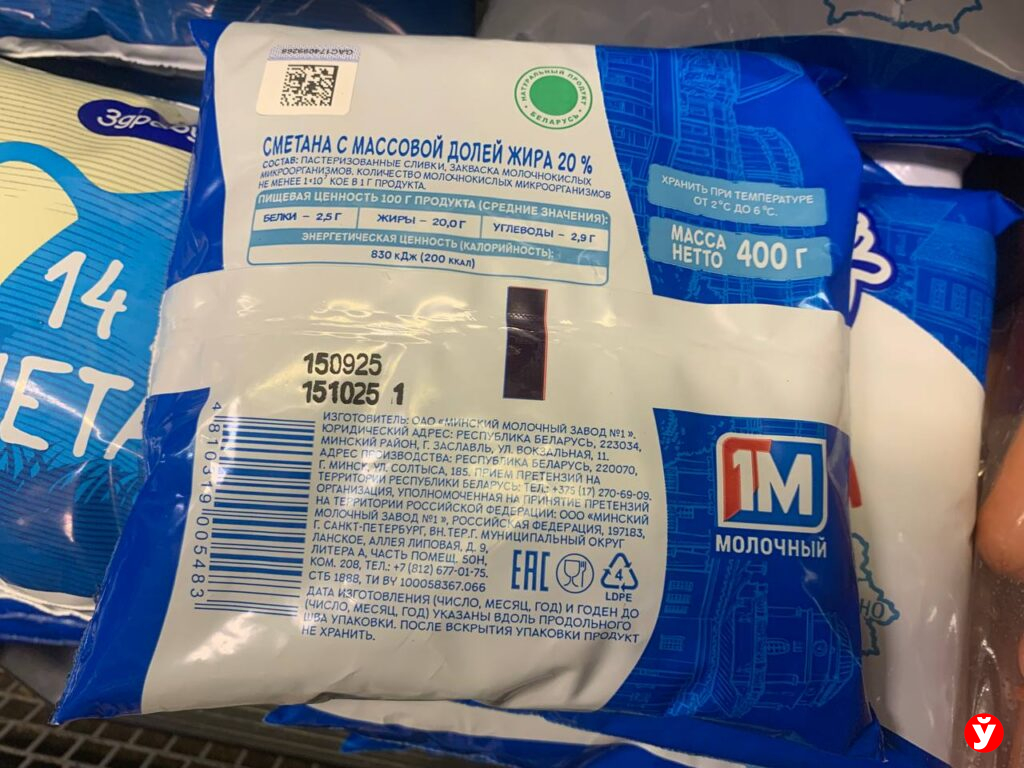 GAC174099268
НАТУРАЛЬНЫЙ ПРОДУКТ • БЕЛАРУСЬ •
СМЕТАНА С МАССОВОЙ ДОЛЕЙ ЖИРА 20 %
СОСТАВ: ПАСТЕРИЗОВАННЫЕ СЛИВКИ, ЗАКВАСКА МОЛОЧНОКИСЛЫХ
МИКРООРГАНИЗМОВ. КОЛИЧЕСТВО МОЛОЧНОКИСЛЫХ МИКРООРГАНИЗМОВ
НЕ МЕНЕЕ 1×10⁷ КОЕ В 1 Г ПРОДУКТА.
ПИЩЕВАЯ ЦЕННОСТЬ 100 Г ПРОДУКТА (СРЕДНИЕ ЗНАЧЕНИЯ):
БЕЛКИ – 2,5 Г ЖИРЫ – 20,0 Г УГЛЕВОДЫ – 2,9 Г
ЭНЕРГЕТИЧЕСКАЯ ЦЕННОСТЬ (КАЛОРИЙНОСТЬ):
830 кДж (200 ккал)
ХРАНИТЬ ПРИ ТЕМПЕРАТУРЕ
ОТ 2°С ДО 6 °С.
МАССА
НЕТТО 400 г
150925
151025 1
ИЗГОТОВИТЕЛЬ: ОАО «МИНСКИЙ МОЛОЧНЫЙ ЗАВОД №1».
ЮРИДИЧЕСКИЙ АДРЕС: РЕСПУБЛИКА БЕЛАРУСЬ, 223034,
МИНСКИЙ РАЙОН, Г. ЗАСЛАВЛЬ, УЛ. ВОКЗАЛЬНАЯ, 11.
АДРЕС ПРОИЗВОДСТВА: РЕСПУБЛИКА БЕЛАРУСЬ, 220070,
Г. МИНСК, УЛ. СОЛТЫСА, 185. ПРИЕМ ПРЕТЕНЗИЙ НА
ТЕРРИТОРИИ РЕСПУБЛИКИ БЕЛАРУСЬ: ТЕЛ.: +375 (17) 270-69-09.
ОРГАНИЗАЦИЯ, УПОЛНОМОЧЕННАЯ НА ПРИНЯТИЕ ПРЕТЕНЗИЙ
НА ТЕРРИТОРИИ РОССИЙСКОЙ ФЕДЕРАЦИИ: ООО «МИНСКИЙ
МОЛОЧНЫЙ ЗАВОД №1», РОССИЙСКАЯ ФЕДЕРАЦИЯ, 197183,
Г. САНКТ-ПЕТЕРБУРГ, ВН.ТЕР.Г. МУНИЦИПАЛЬНЫЙ ОКРУГ
ЛАНСКОЕ, АЛЛЕЯ ЛИПОВАЯ, Д. 9,
ЛИТЕРА А, ЧАСТЬ ПОМЕЩ. 50Н,
КОМ. 208, ТЕЛ.: +7 (812) 677-01-75.
СТБ 1888, ТИ BY 100058367.066
ДАТА ИЗГОТОВЛЕНИЯ (ЧИСЛО, МЕСЯЦ, ГОД) И ГОДЕН ДО
(ЧИСЛО, МЕСЯЦ, ГОД) УКАЗАНЫ ВДОЛЬ ПРОДОЛЬНОГО
ШВА УПАКОВКИ. ПОСЛЕ ВСКРЫТИЯ УПАКОВКИ ПРОДУКТ
НЕ ХРАНИТЬ.
4 810319 005483
EAC
4
LDPE
1М
МОЛОЧНЫЙ
14
ЕТА
Ў